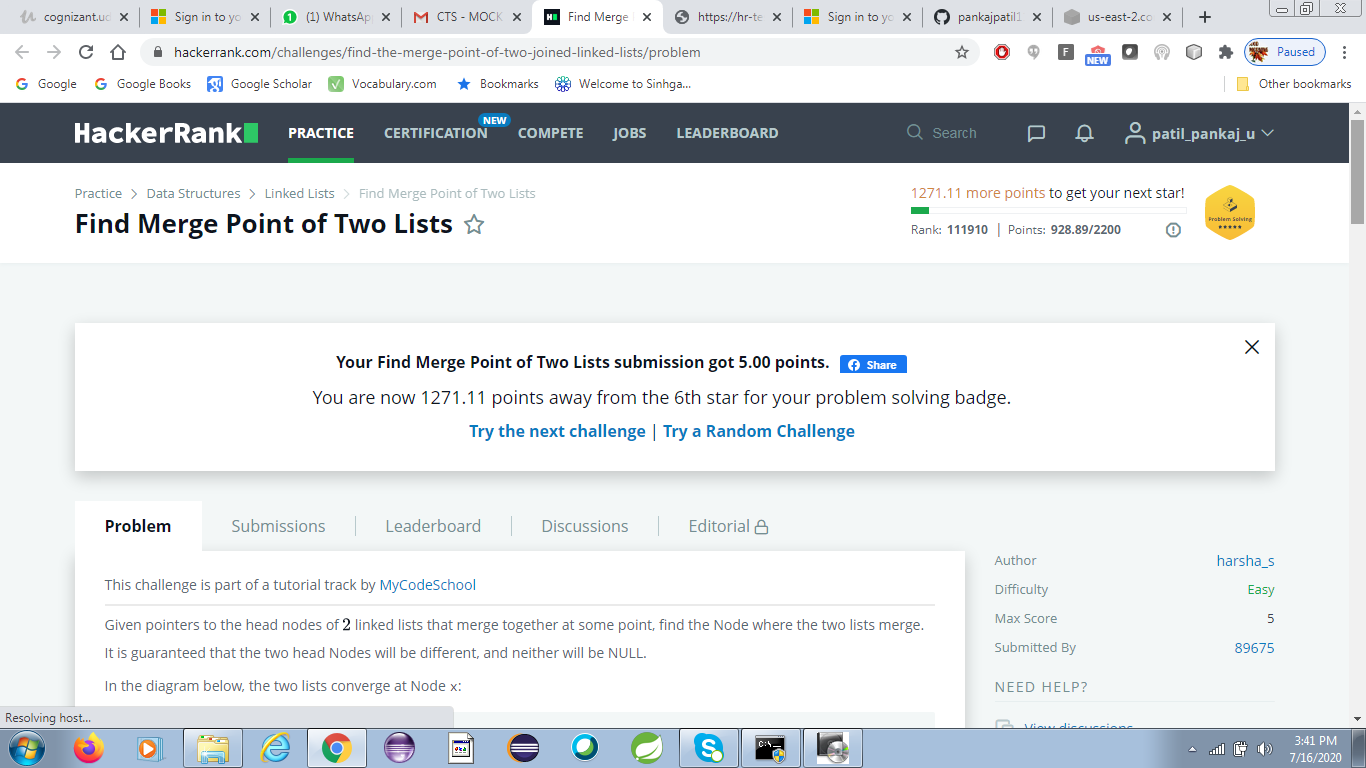 cognizant.ud
Sign in to yo
(1) WhatsAp
CTS - MOCK
Find Merge
https://hr-te
Sign in to yo
pankajpatil1
us-east-2.co
hackerrank.com/challenges/find-the-merge-point-of-two-joined-linked-lists/problem
F
NEW
Paused
Google
Google Books
Google Scholar
Vocabulary.com
Bookmarks
Welcome to Sinhga...
Other bookmarks
HackerRank
PRACTICE
CERTIFICATION
NEW
COMPETE
JOBS
LEADERBOARD
Search
patil_pankaj_u
Practice > Data Structures > Linked Lists > Find Merge Point of Two Lists
Find Merge Point of Two Lists
1271.11 more points to get your next star!
Rank: 111910 | Points: 928.89/2200
Problem Solving
Your Find Merge Point of Two Lists submission got 5.00 points.
Share
You are now 1271.11 points away from the 6th star for your problem solving badge.
Try the next challenge | Try a Random Challenge
Problem
Submissions
Leaderboard
Discussions
Editorial
This challenge is part of a tutorial track by MyCodeSchool
Given pointers to the head nodes of 2 linked lists that merge together at some point, find the Node where the two lists merge.
It is guaranteed that the two head Nodes will be different, and neither will be NULL.
In the diagram below, the two lists converge at Node x:
Author harsha_s
Difficulty Easy
Max Score 5
Submitted By 89675
NEED HELP?
View discussions
Resolving host...
3:41 PM
7/16/2020